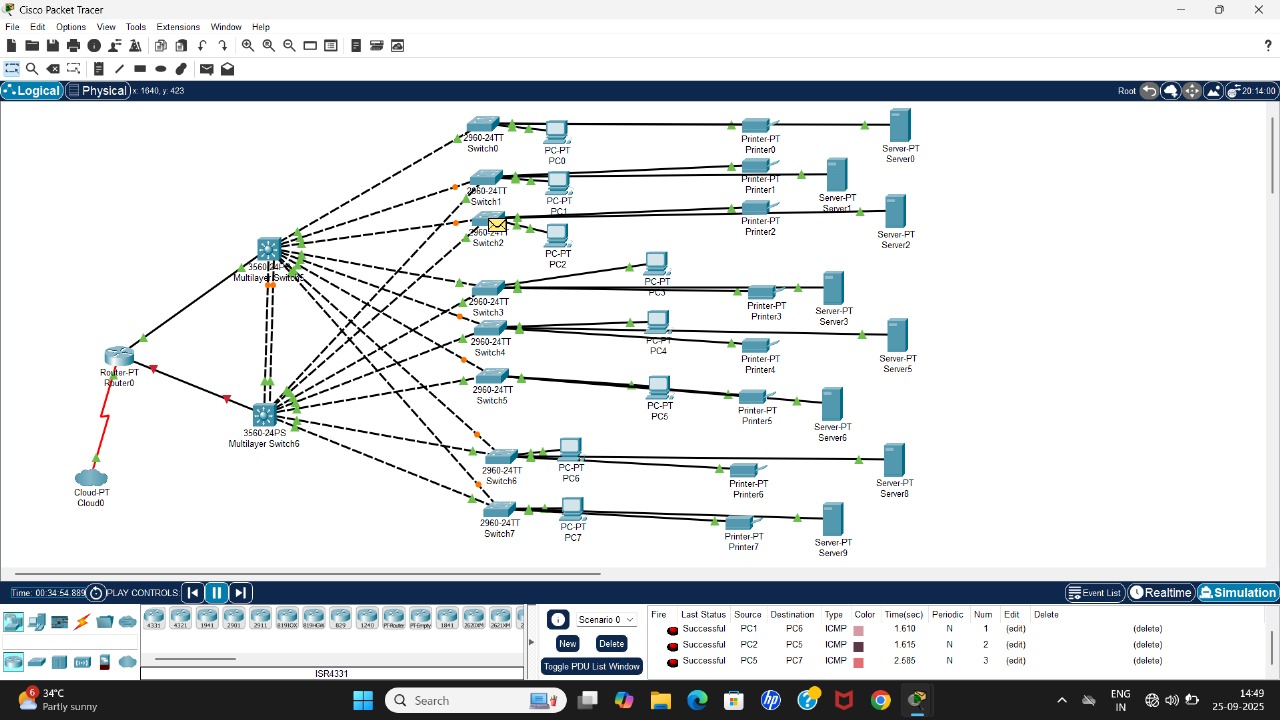 Cisco Packet Tracer
File Edit Options View Tools Extensions Window Help
?
Logical Physical x: 1640, y: 423 Root 20:14:00
2960-24TT
Switch0
PC-PT
PC0
Printer-PT
Printer0
Server-PT
Server0
2960-24TT
Switch1
PC-PT
PC1
Printer-PT
Printer1
Server-PT
Server1
2960-24TT
Switch2
PC-PT
PC2
Printer-PT
Printer2
Server-PT
Server2
3560-24PS
Multilayer Switch5
2960-24TT
Switch3
PC-PT
PC3
Printer-PT
Printer3
Server-PT
Server3
2960-24TT
Switch4
PC-PT
PC4
Printer-PT
Printer4
Server-PT
Server5
Router-PT
Router0
2960-24TT
Switch5
PC-PT
PC5
Printer-PT
Printer5
Server-PT
Server6
3560-24PS
Multilayer Switch6
2960-24TT
Switch6
PC-PT
PC6
Printer-PT
Printer6
Server-PT
Server8
Cloud-PT
Cloud0
2960-24TT
Switch7
PC-PT
PC7
Printer-PT
Printer7
Server-PT
Server9
Time: 00:34:54.889 PLAY CONTROLS: Event List Realtime Simulation
4331 4321 1941 2901 2911 819IOX 819HGW 829 1240 PT-Router PT-Empty 1841 2620XM 2621XM
ISR4331
Scenario 0
New Delete
Toggle PDU List Window
Fire Last Status Source Destination Type Color Time(sec) Periodic Num Edit Delete
Successful PC1 PC6 ICMP 1.610 N 1 (edit) (delete)
Successful PC2 PC5 ICMP 1.615 N 2 (edit) (delete)
Successful PC5 PC7 ICMP 2.585 N 3 (edit) (delete)
6
34°C
Partly sunny
Search
ENG
IN
14:49
25-09-2025